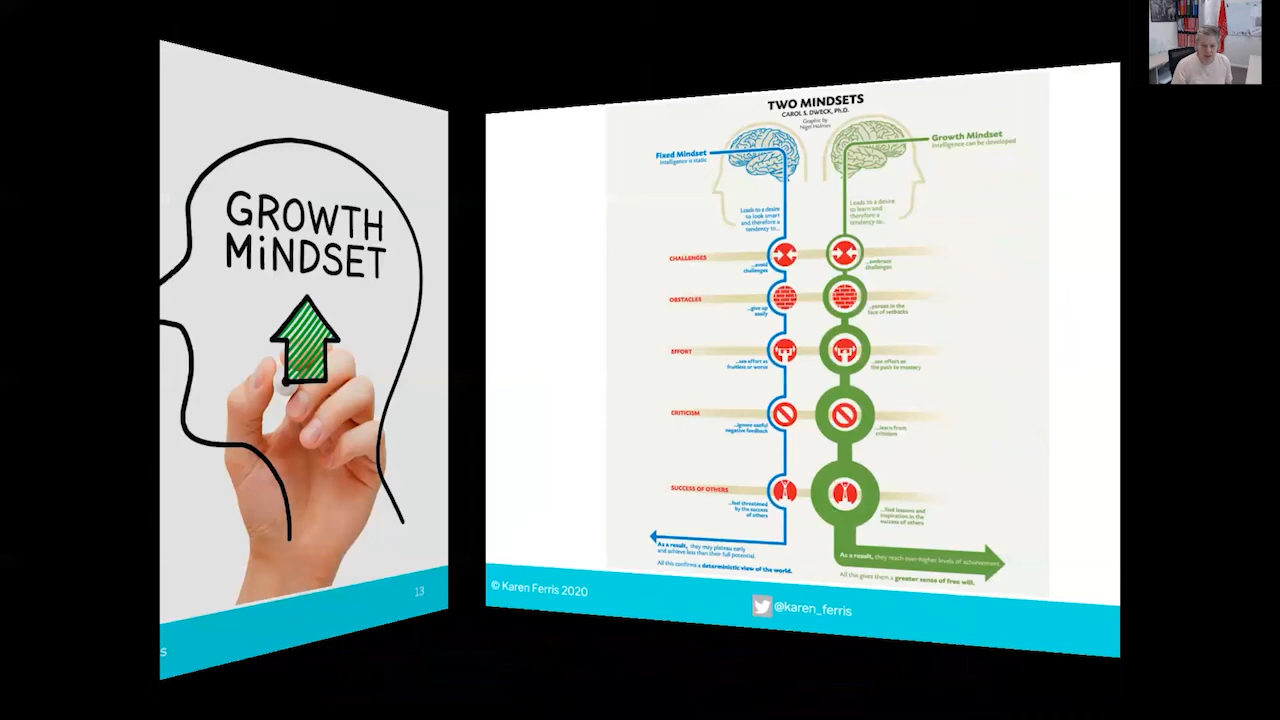 GROWTH
MiNDSET
13
s
TWO MINDSETS
CAROL S. DWECK, Ph.D.
Graphic by
Nigel Holmes
Fixed Mindset
Intelligence is static
Growth Mindset
Intelligence can be developed
Leads to a desire
to look smart
and therefore a
tendency to...
Leads to a desire
to learn and
therefore a
tendency to...
CHALLENGES
...avoid
challenges
...embrace
challenges
OBSTACLES
...give up
easily
...persist in the
face of setbacks
EFFORT
...see effort as
fruitless or worse
...see effort as
the path to mastery
CRITICISM
...ignore useful
negative feedback
...learn from
criticism
SUCCESS OF OTHERS
...feel threatened
by the success
of others
...find lessons and
inspiration in the
success of others
As a result, they may plateau early
and achieve less than their full potential.
All this confirms a deterministic view of the world.
As a result, they reach ever-higher levels of achievement.
All this gives them a greater sense of free will.
© Karen Ferris 2020
@karen_ferris